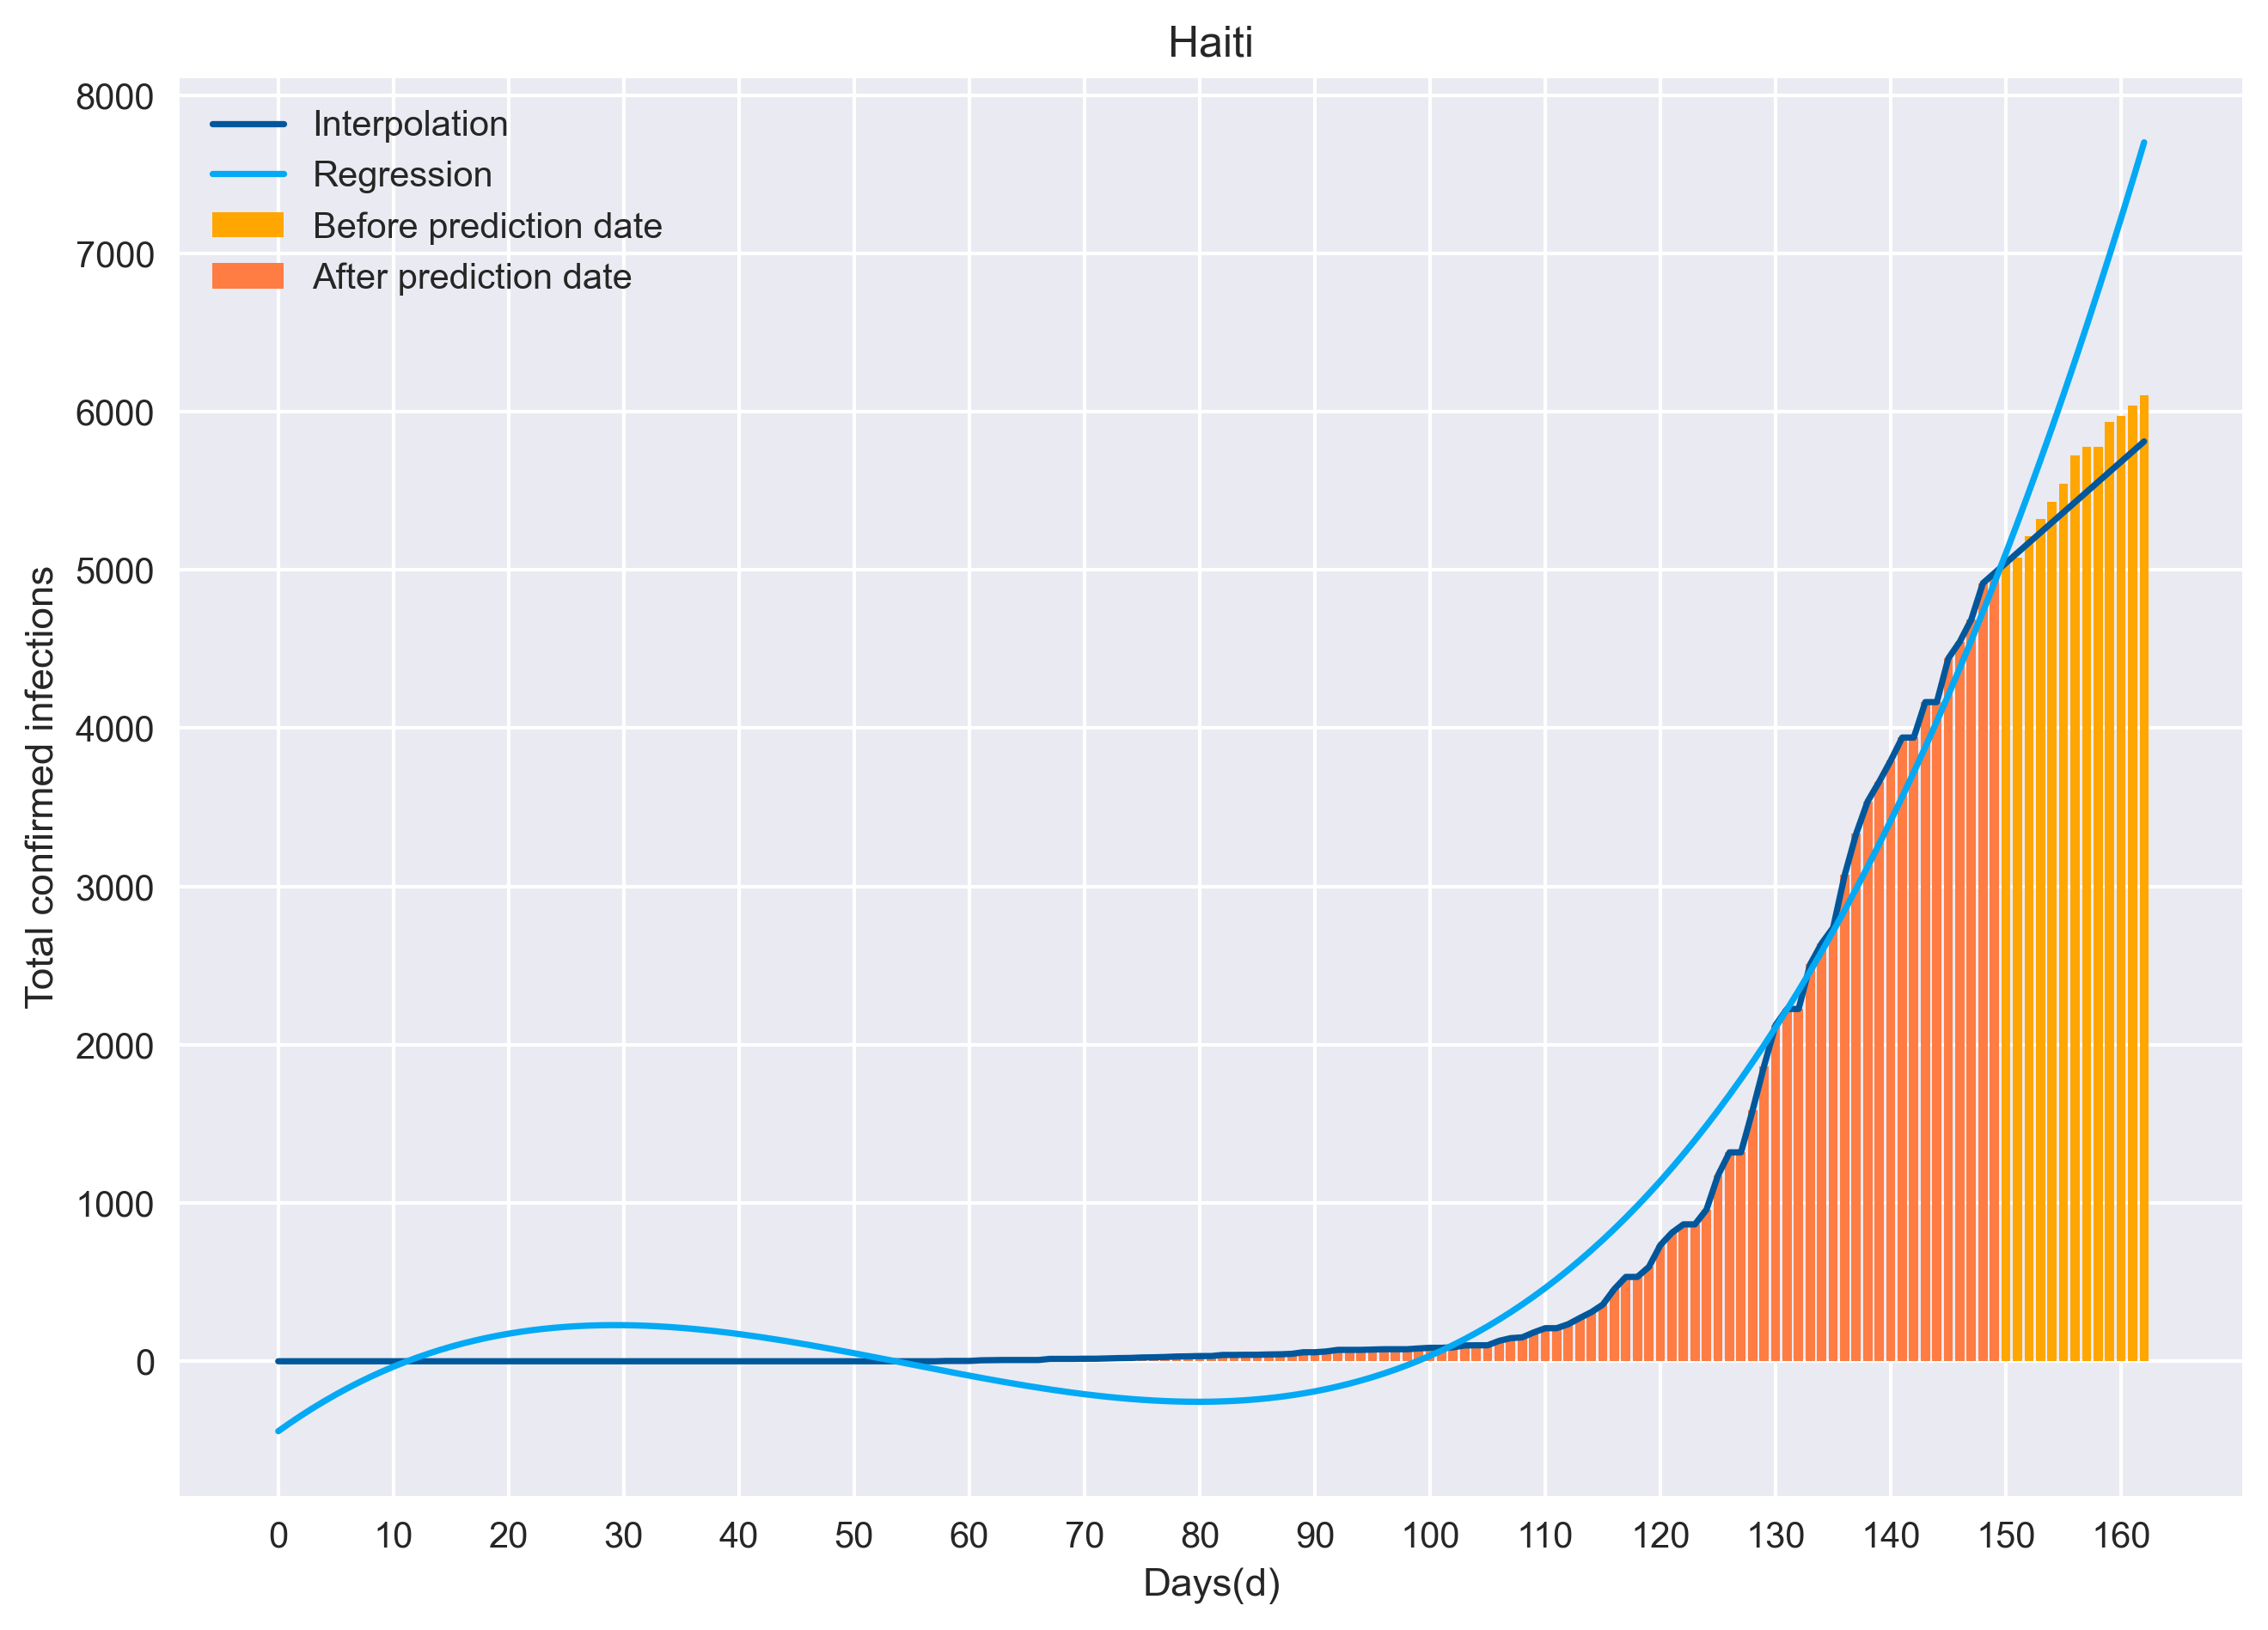 Haiti
8000
7000
6000
5000
4000
3000
2000
1000
0
Interpolation
Regression
Before prediction date
After prediction date
Total confirmed infections
0 10 20 30 40 50 60 70 80 90 100 110 120 130 140 150 160
Days(d)